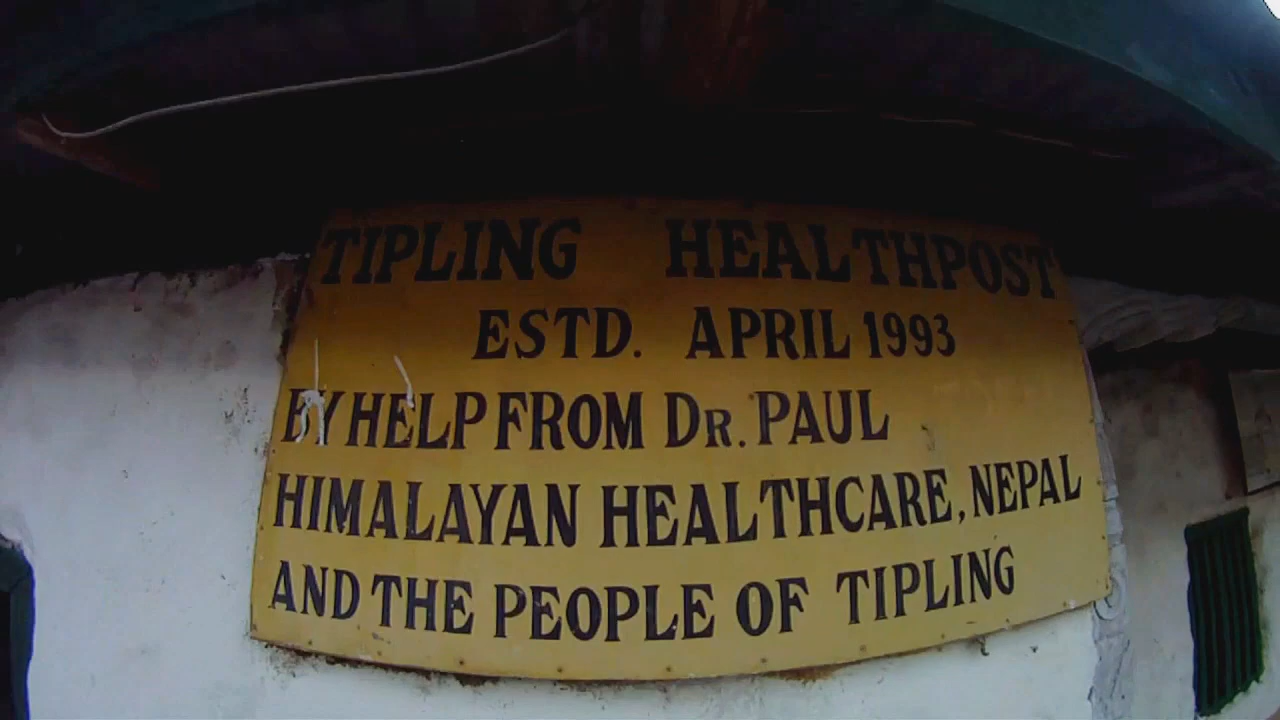 TIPLING HEALTHPOST
ESTD. APRIL 1993
BY HELP FROM DR. PAUL
HIMALAYAN HEALTHCARE, NEPAL
AND THE PEOPLE OF TIPLING